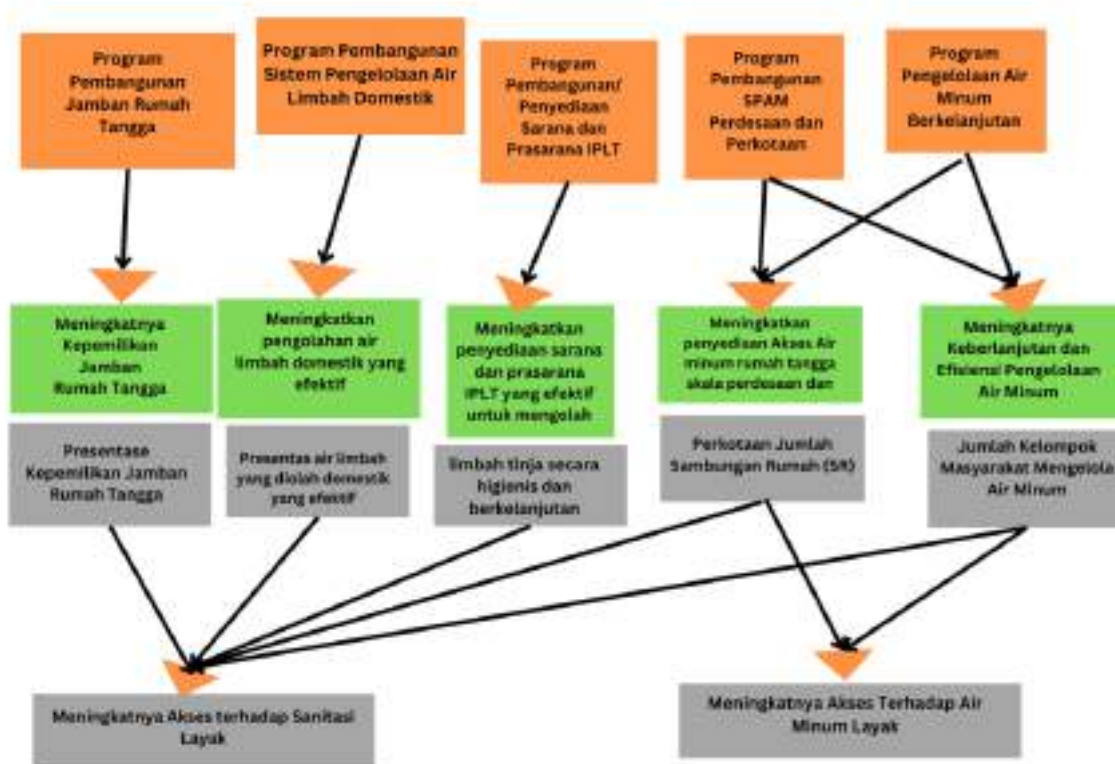 Program
Pembangunan
Jamban Rumah
Tangga
Program Pembangunan
Sistem Pengelolaan Air
Limbah Domestik
Program
Pembangunan/
Penyediaan
Sarana dan
Prasarana IPLT
Program
Pembangunan
SPAM
Perdesaan dan
Perkotaan
Program
Pengelolaan Air
Minum
Berkelanjutan
Meningkatnya
Kepemilikan
Jamban
Rumah Tangga
Meningkatkan
pengolahan air
limbah domestik yang
efektif
Meningkatkan
penyediaan sarana
dan prasarana
IPLT yang efektif
untuk mengolah
Meningkatkan
penyediaan Akses Air
minum rumah tangga
skala perdesaan dan
Meningkatnya
Keberlanjutan dan
Efisiensi Pengelolaan
Air Minum
Presentase
Kepemilikan Jamban
Rumah Tangga
Presentas air limbah
yang diolah domestik
yang efektif
limbah tinja secara
higienis dan
berkelanjutan
Perkotaan Jumlah
Sambungan Rumah (SR)
Jumlah Kelompok
Masyarakat Mengelola
Air Minum
Meningkatnya Akses terhadap Sanitasi
Layak
Meningkatnya Akses Terhadap Air
Minum Layak